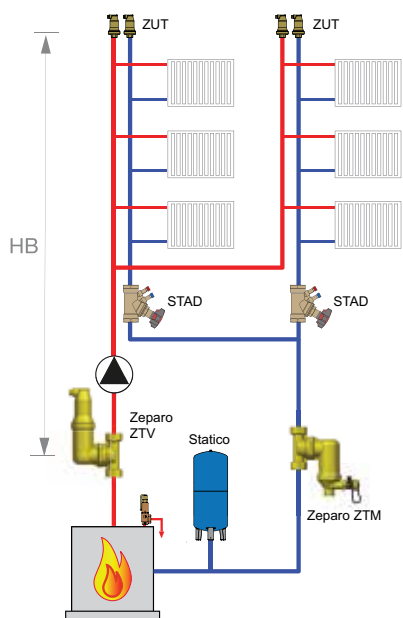 ZUT
ZUT
HB
STAD
STAD
Zeparo
ZTV
Statico
Zeparo ZTM